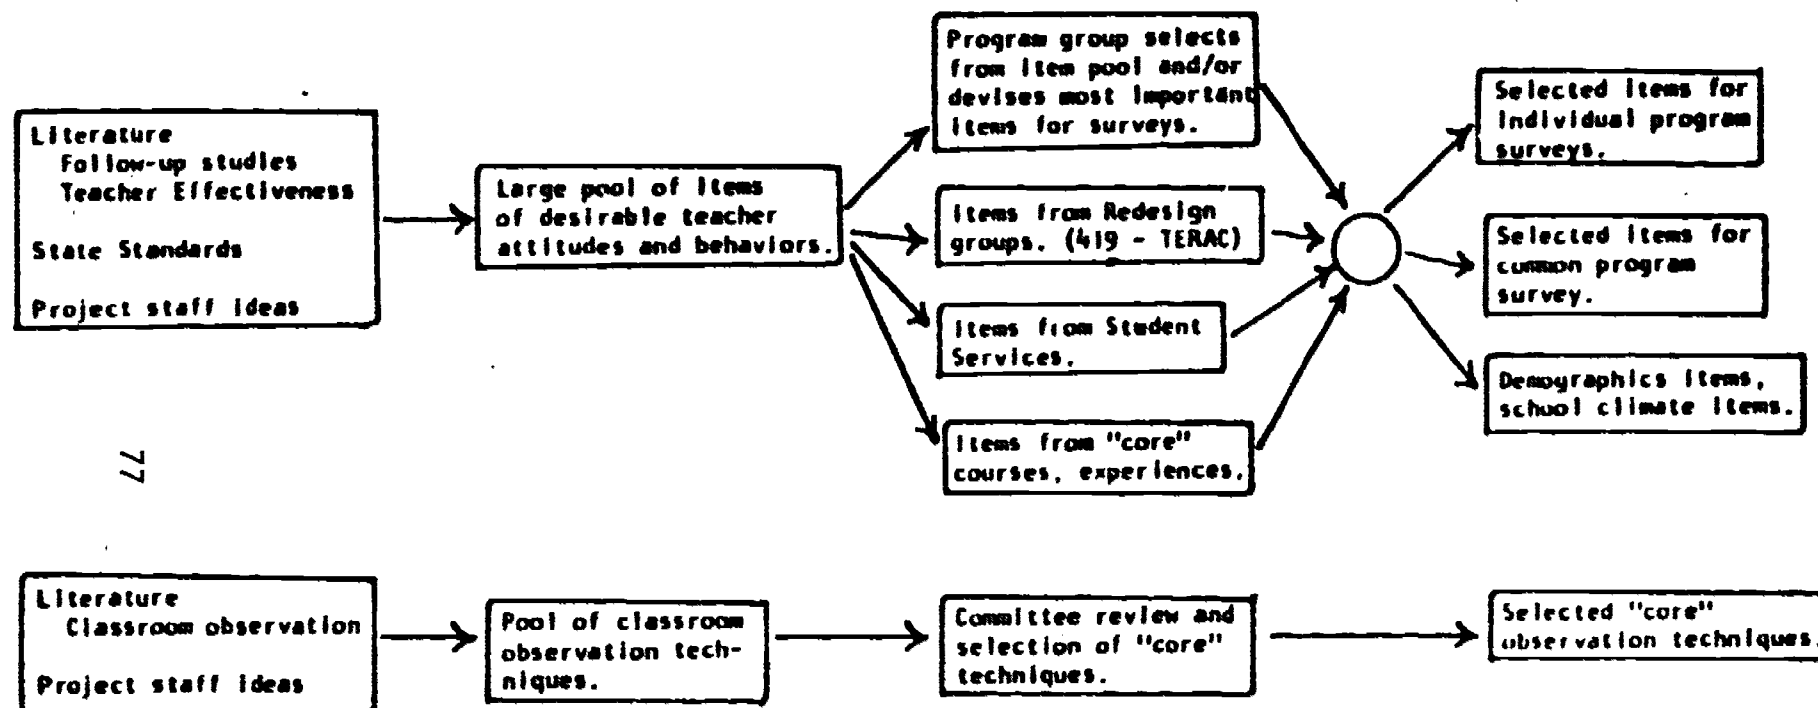 Literature
Follow-up studies
Teacher Effectiveness
State Standards
Project staff ideas
Large pool of items
of desirable teacher
attitudes and behaviors.
Program group selects
from item pool and/or
devises most important
items for surveys.
Items from Redesign
groups. (419 - TERAC)
Items from Student
Services.
Items from "core"
courses, experiences.
Selected items for
individual program
surveys.
Selected items for
common program
survey.
Demographics items,
school climate items.
77
Literature
Classroom observation
Project staff ideas
Pool of classroom
observation tech-
niques.
Committee review and
selection of "core"
techniques.
Selected "core"
observation techniques.